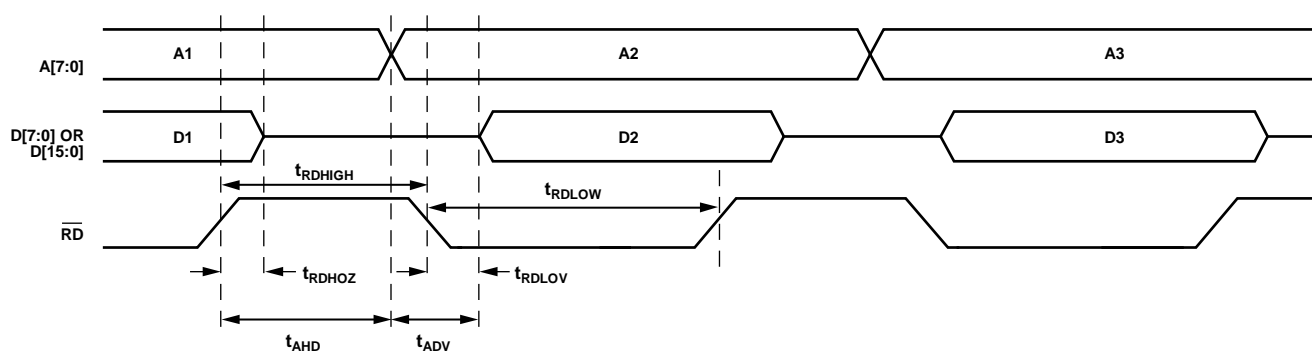 A[7:0]
A1
A2
A3
D[7:0] OR
D[15:0]
D1
D2
D3
tRDHIGH
tRDLOW
RD
tRDHOZ
tRDLOV
tAHD
tADV